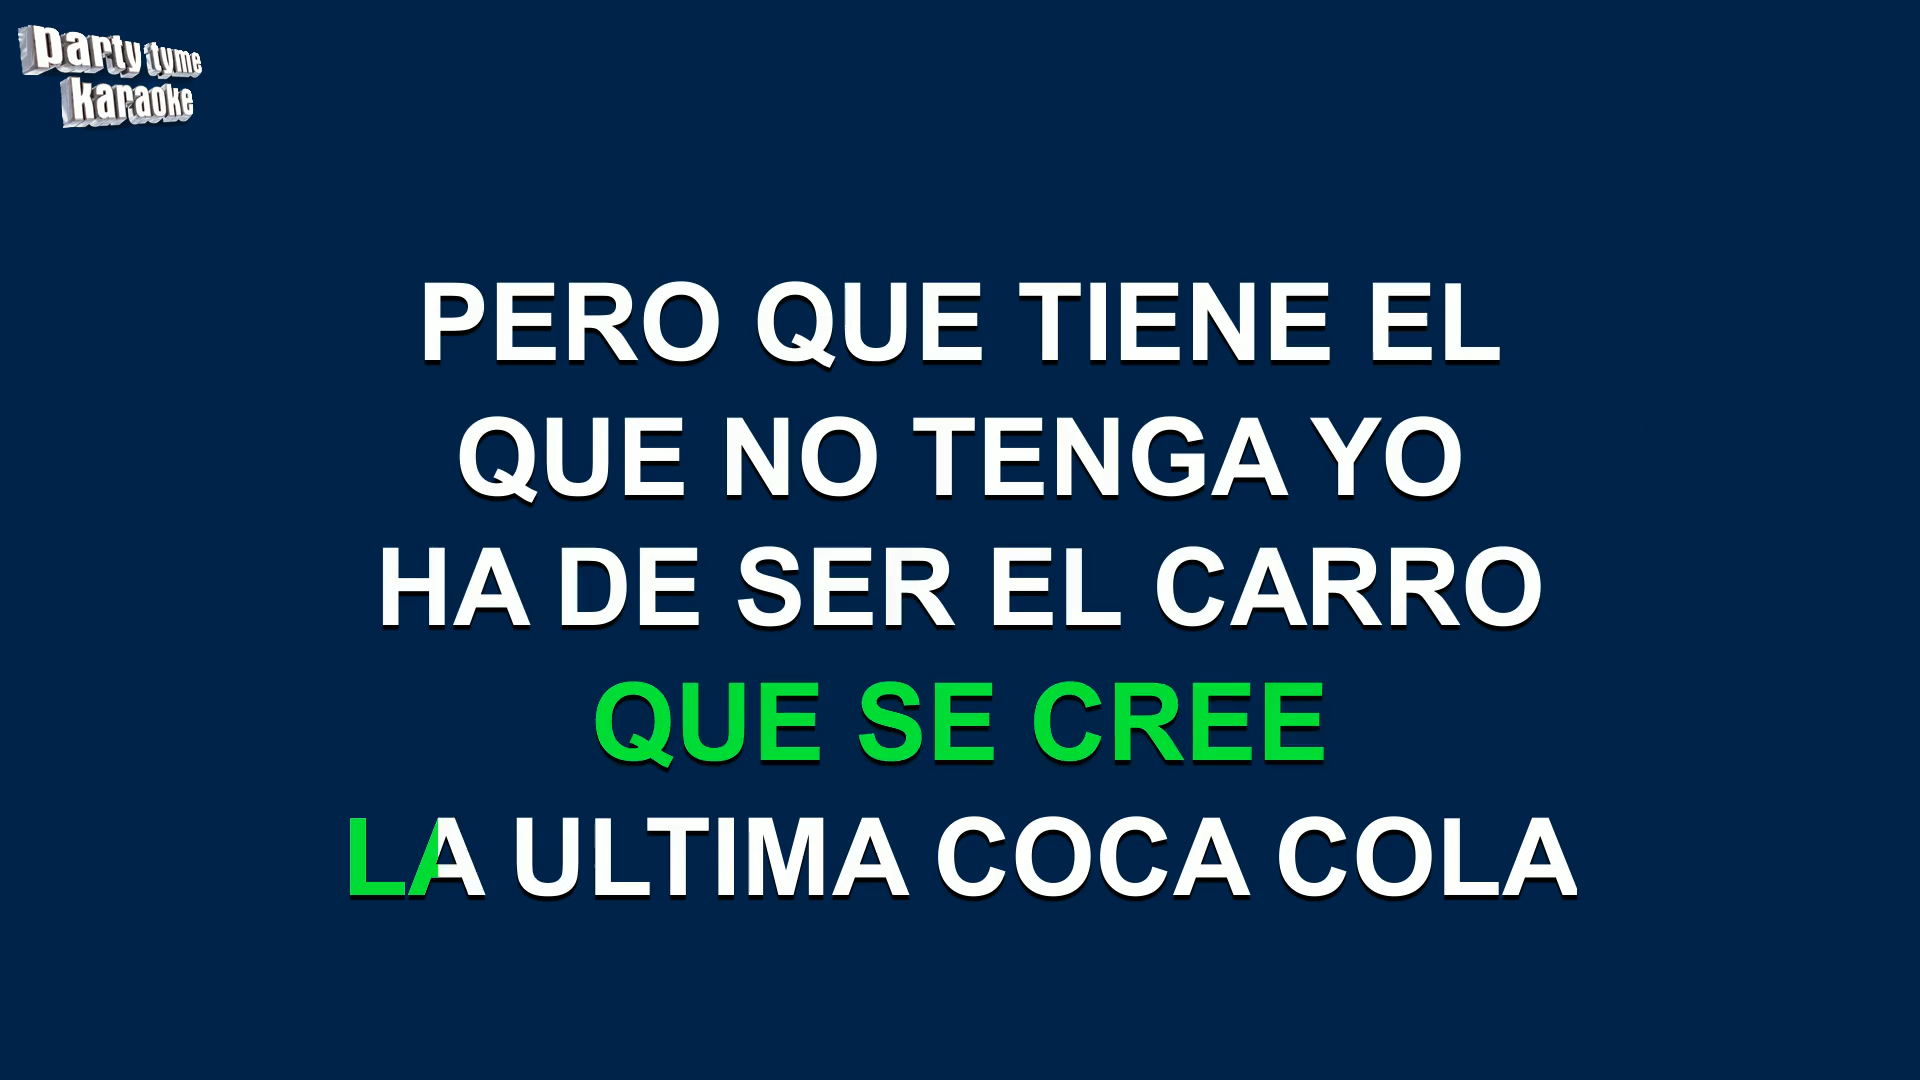 party tyme
karaoke
PERO QUE TIENE EL
QUE NO TENGA YO
HA DE SER EL CARRO
QUE SE CREE
LA ULTIMA COCA COLA